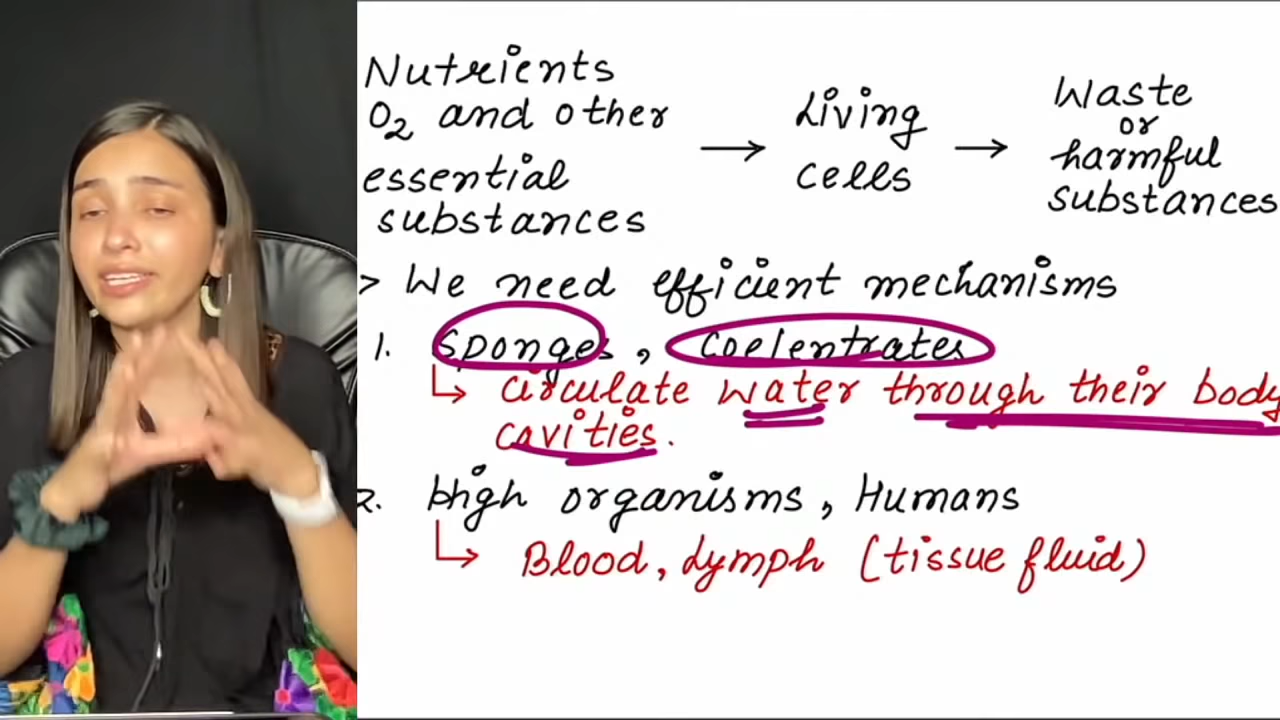 Nutrients
O2 and other
essential
substances
→ Living
cells
→ Waste
or
harmful
substances
> We need efficient mechanisms
1. Sponges, Coelentrates
↳ circulate water through their body
cavities.
2. High organisms, Humans
↳ Blood, Lymph (tissue fluid)